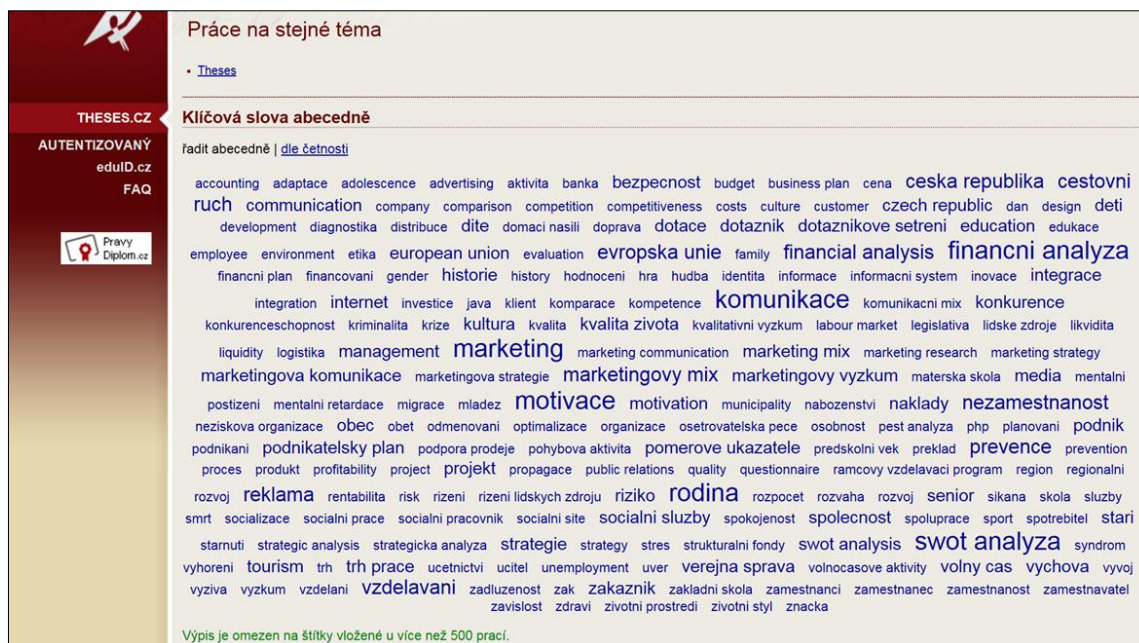 Práce na stejné téma
Theses
THESES.CZ
AUTENTIZOVANÝ
eduID.cz
FAQ
Pravy
Diplom.cz
Klíčová slova abecedně
řadit abecedně | dle četnosti
accounting adaptace adolescence advertising aktivita banka bezpecnost budget business plan cena ceska republika cestovni
ruch communication company comparison competition competitiveness costs culture customer czech republic dan design deti
development diagnostika distribuce dite domaci nasili doprava dotace dotaznik dotaznikove setreni education edukace
employee environment etika european union evaluation evropska unie family financial analysis financni analyza
financni plan financovani gender historie history hodnoceni hra hudba identita informace informacni system inovace integrace
integration internet investice java klient komparace kompetence komunikace komunikacni mix konkurence
konkurenceschopnost kriminalita krize kultura kvalita kvalita zivota kvalitativni vyzkum labour market legislativa lidske zdroje likvidita
liquidity logistika management marketing marketing communication marketing mix marketing research marketing strategy
marketingova komunikace marketingova strategie marketingovy mix marketingovy vyzkum materska skola media mentalni
postizeni mentalni retardace migrace mladez motivace motivation municipality nabozenstvi naklady nezamestnanost
neziskova organizace obec obet odmenovani optimalizace organizace osetrovatelska pece osobnost pest analyza php planovani podnik
podnikani podnikatelsky plan podpora prodeje pohybova aktivita pomerove ukazatele predskolni vek preklad prevence prevention
proces produkt profitability project projekt propagace public relations quality questionnaire ramcovy vzdelavaci program region regionalni
rozvoj reklama rentabilita risk rizeni rizeni lidskych zdroju riziko rodina rozpocet rozvaha rozvoj senior sikana skola sluzby
smrt socializace socialni prace socialni pracovnik socialni site socialni sluzby spokojenost spolecnost spoluprace sport spotrebitel stari
starnuti strategic analysis strategicka analyza strategie strategy stres strukturalni fondy swot analysis swot analyza syndrom
vyhoreni tourism trh trh prace ucetnictvi ucitel unemployment uver verejna sprava volnocasove aktivity volny cas vychova vyvoj
vyziva vyzkum vzdelani vzdelavani zadluzenost zak zakaznik zakladni skola zamestnanci zamestnanec zamestnanost zamestnavatel
zavislost zdravi zivotni prostredi zivotni styl znacka
Výpis je omezen na štítky vložené u více než 500 prací.